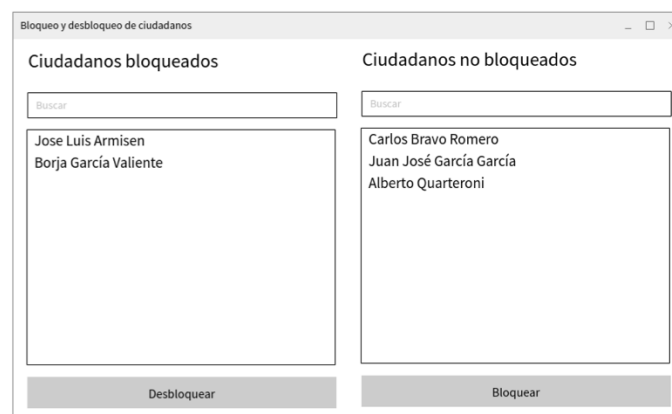 Bloqueo y desbloqueo de ciudadanos
Ciudadanos bloqueados
Buscar
Jose Luis Armisen
Borja García Valiente
Desbloquear
Ciudadanos no bloqueados
Buscar
Carlos Bravo Romero
Juan José García García
Alberto Quarteroni
Bloquear